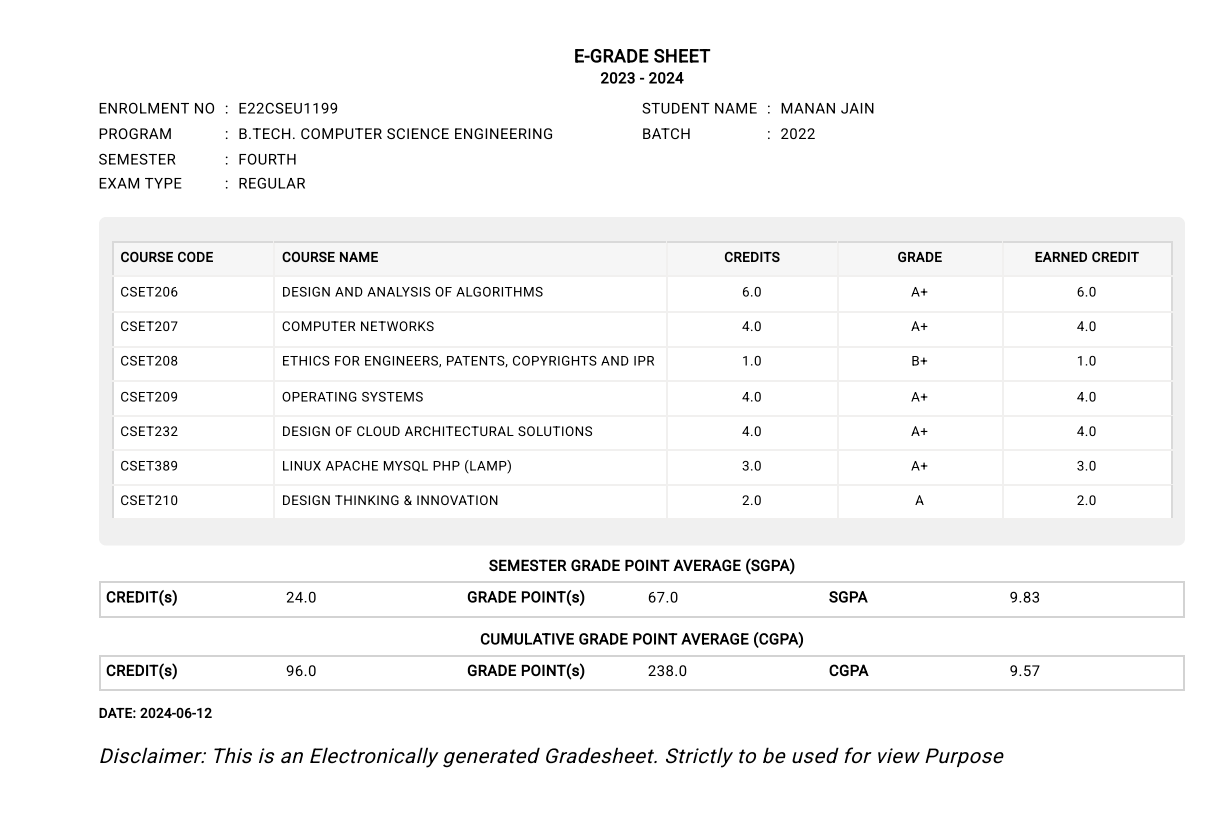 E-GRADE SHEET
2023 - 2024
ENROLMENT NO : E22CSEU1199 STUDENT NAME : MANAN JAIN
PROGRAM : B.TECH. COMPUTER SCIENCE ENGINEERING BATCH : 2022
SEMESTER : FOURTH
EXAM TYPE : REGULAR
COURSE CODE COURSE NAME CREDITS GRADE EARNED CREDIT
CSET206 DESIGN AND ANALYSIS OF ALGORITHMS 6.0 A+ 6.0
CSET207 COMPUTER NETWORKS 4.0 A+ 4.0
CSET208 ETHICS FOR ENGINEERS, PATENTS, COPYRIGHTS AND IPR 1.0 B+ 1.0
CSET209 OPERATING SYSTEMS 4.0 A+ 4.0
CSET232 DESIGN OF CLOUD ARCHITECTURAL SOLUTIONS 4.0 A+ 4.0
CSET389 LINUX APACHE MYSQL PHP (LAMP) 3.0 A+ 3.0
CSET210 DESIGN THINKING & INNOVATION 2.0 A 2.0
SEMESTER GRADE POINT AVERAGE (SGPA)
CREDIT(s) 24.0 GRADE POINT(s) 67.0 SGPA 9.83
CUMULATIVE GRADE POINT AVERAGE (CGPA)
CREDIT(s) 96.0 GRADE POINT(s) 238.0 CGPA 9.57
DATE: 2024-06-12
Disclaimer: This is an Electronically generated Gradesheet. Strictly to be used for view Purpose